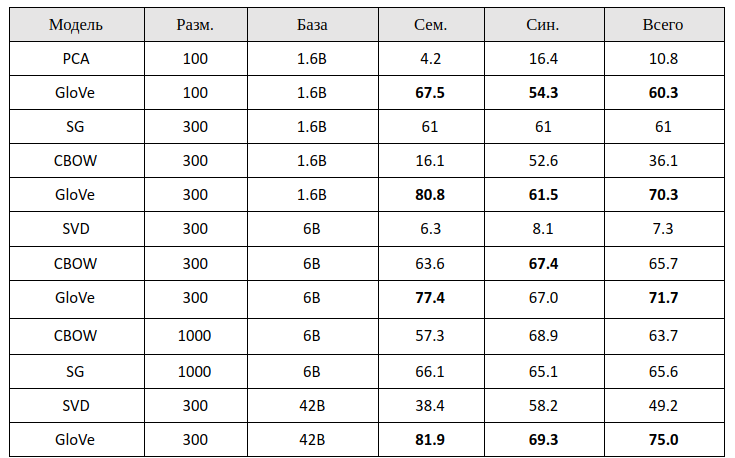 Модель Разм. База Сем. Син. Всего
PCA 100 1.6B 4.2 16.4 10.8
GloVe 100 1.6B 67.5 54.3 60.3
SG 300 1.6B 61 61 61
CBOW 300 1.6B 16.1 52.6 36.1
GloVe 300 1.6B 80.8 61.5 70.3
SVD 300 6B 6.3 8.1 7.3
CBOW 300 6B 63.6 67.4 65.7
GloVe 300 6B 77.4 67.0 71.7
CBOW 1000 6B 57.3 68.9 63.7
SG 1000 6B 66.1 65.1 65.6
SVD 300 42B 38.4 58.2 49.2
GloVe 300 42B 81.9 69.3 75.0